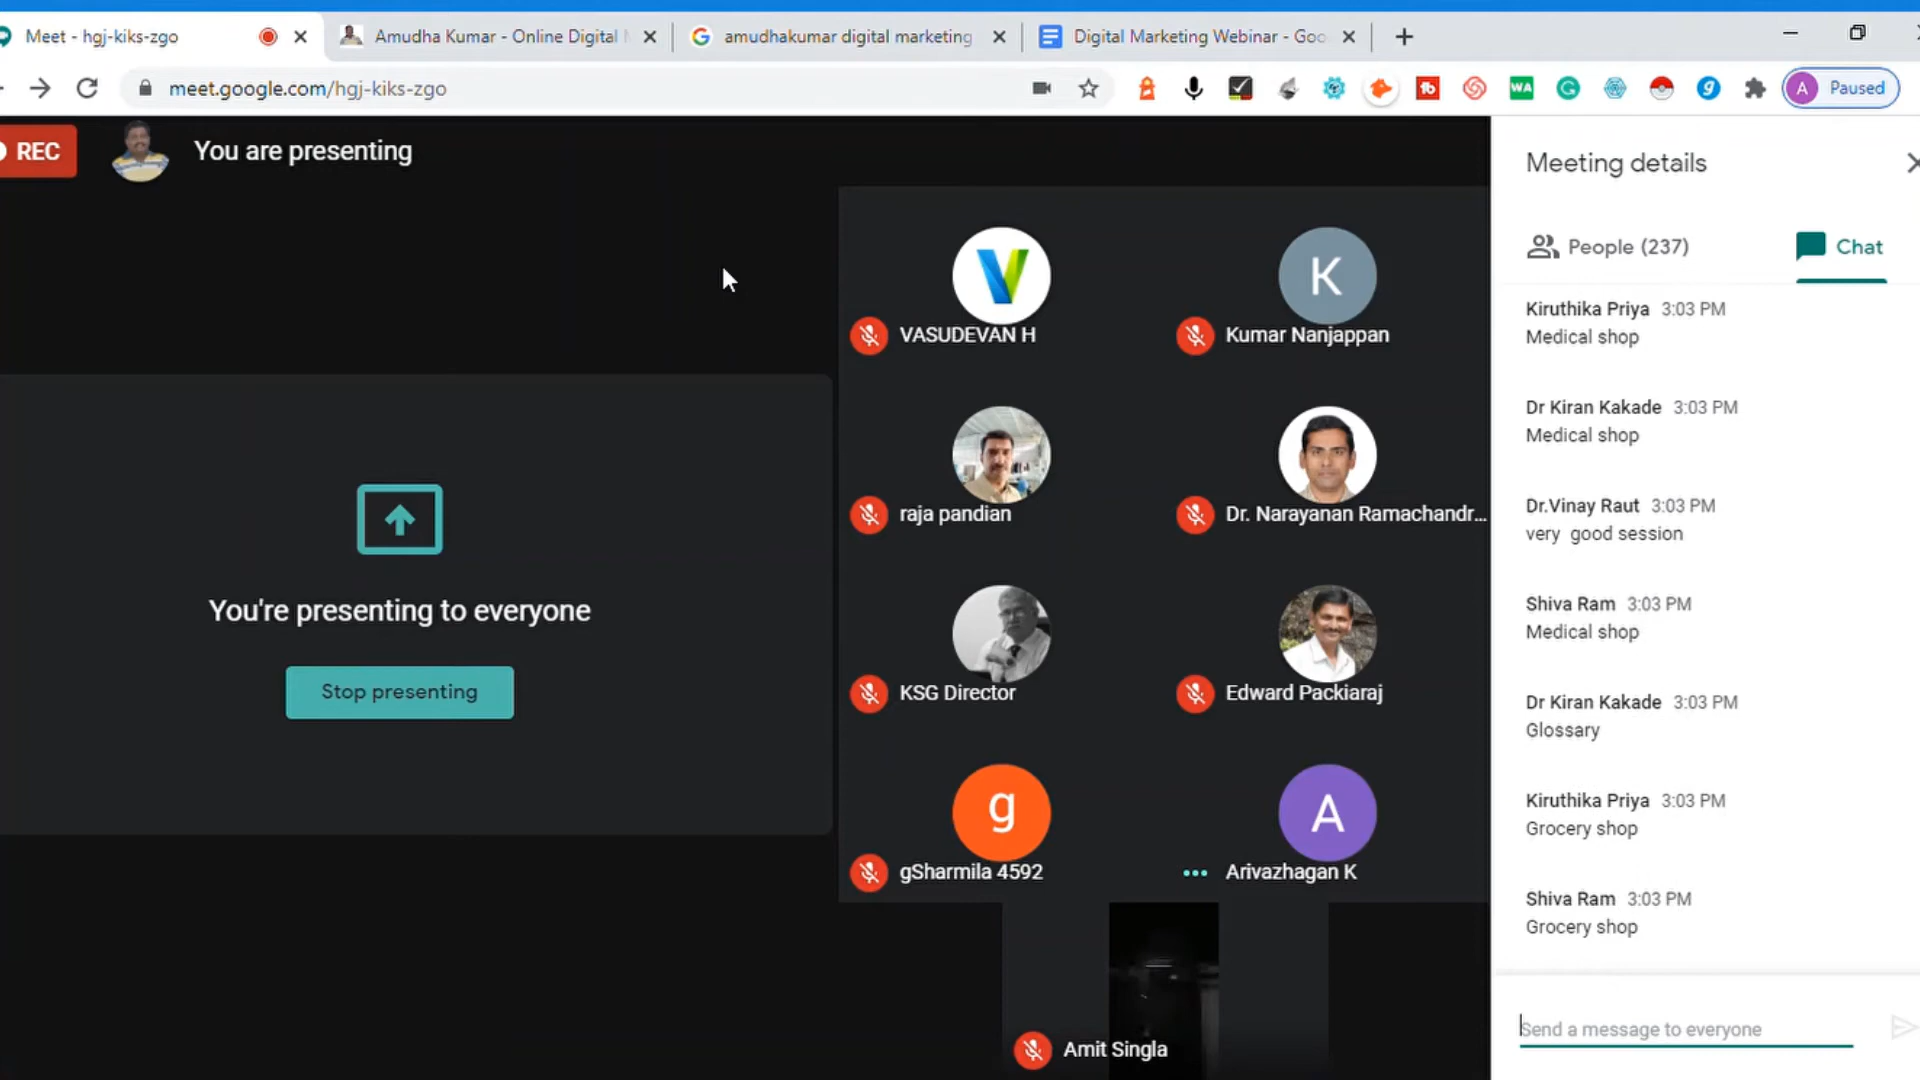 Meet - hgj-kiks-zgo
Amudha Kumar - Online Digital
amudhakumar digital marketing
Digital Marketing Webinar - Goo
meet.google.com/hgj-kiks-zgo
WA
A Paused
REC
You are presenting
Meeting details
People (237)
Chat
VASUDEVAN H
K
Kumar Nanjappan
raja pandian
Dr. Narayanan Ramachandr...
KSG Director
Edward Packiaraj
g
gSharmila 4592
A
Arivazhagan K
Amit Singla
You're presenting to everyone
Stop presenting
Kiruthika Priya 3:03 PM
Medical shop
Dr Kiran Kakade 3:03 PM
Medical shop
Dr.Vinay Raut 3:03 PM
very good session
Shiva Ram 3:03 PM
Medical shop
Dr Kiran Kakade 3:03 PM
Glossary
Kiruthika Priya 3:03 PM
Grocery shop
Shiva Ram 3:03 PM
Grocery shop
Send a message to everyone